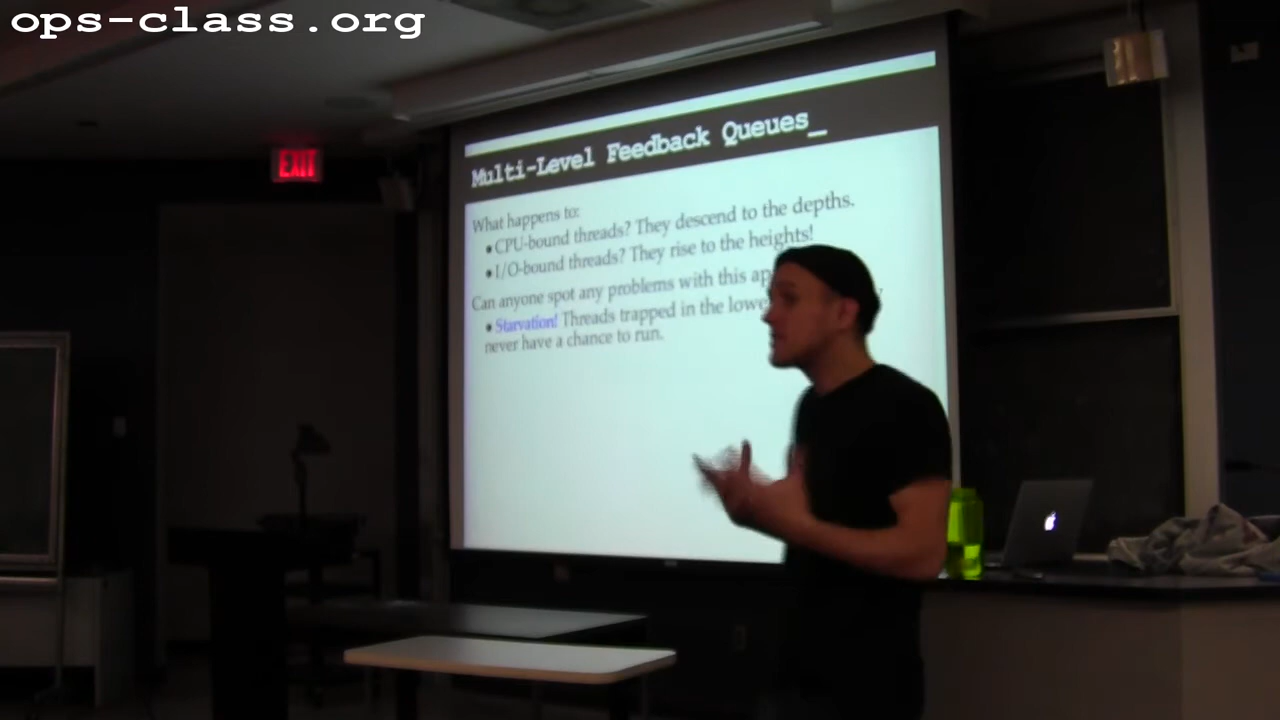 ops-class.org
EXIT
Multi-Level Feedback Queues_
What happens to:
• CPU-bound threads? They descend to the depths.
• I/O-bound threads? They rise to the heights!
Can anyone spot any problems with this
• Starvation! Threads trapped in the
never have a chance to run.